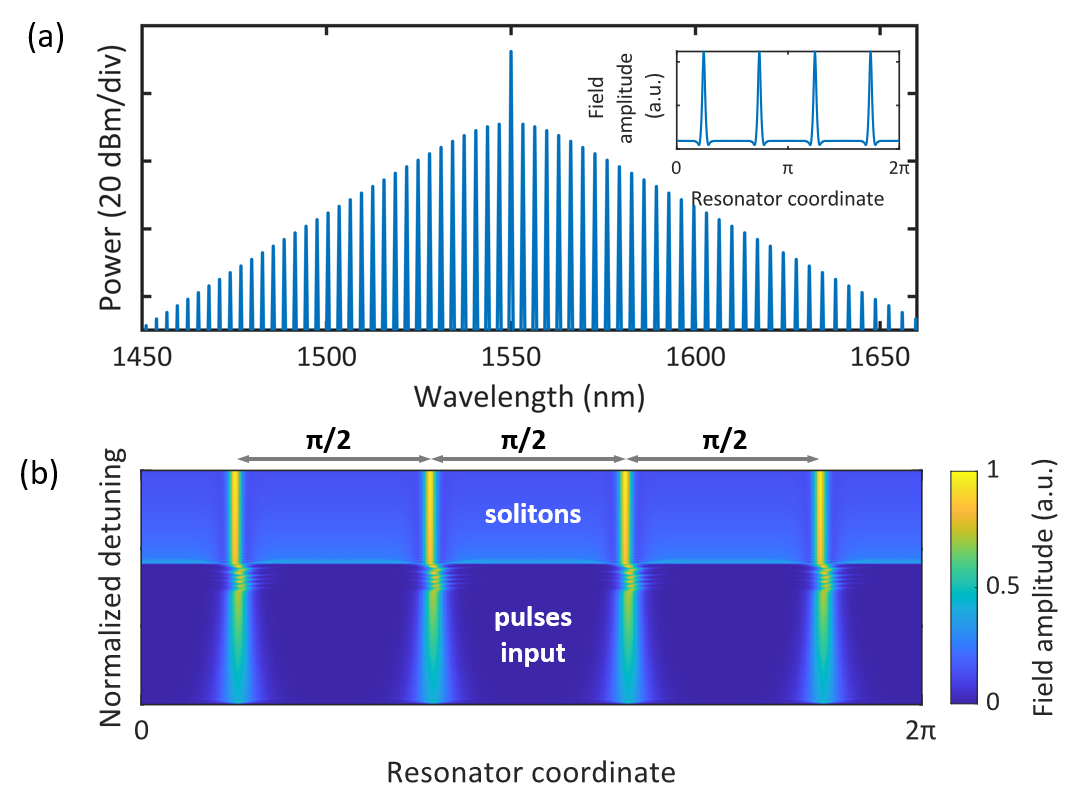 (a)
Power (20 dBm/div)
1450
1500
1550
1600
1650
Wavelength (nm)
Field
amplitude
(a.u.)
0
π
2π
Resonator coordinate
(b)
Normalized detuning
π/2
π/2
π/2
solitons
pulses
input
0
2π
Resonator coordinate
1
0.5
0
Field amplitude (a.u.)